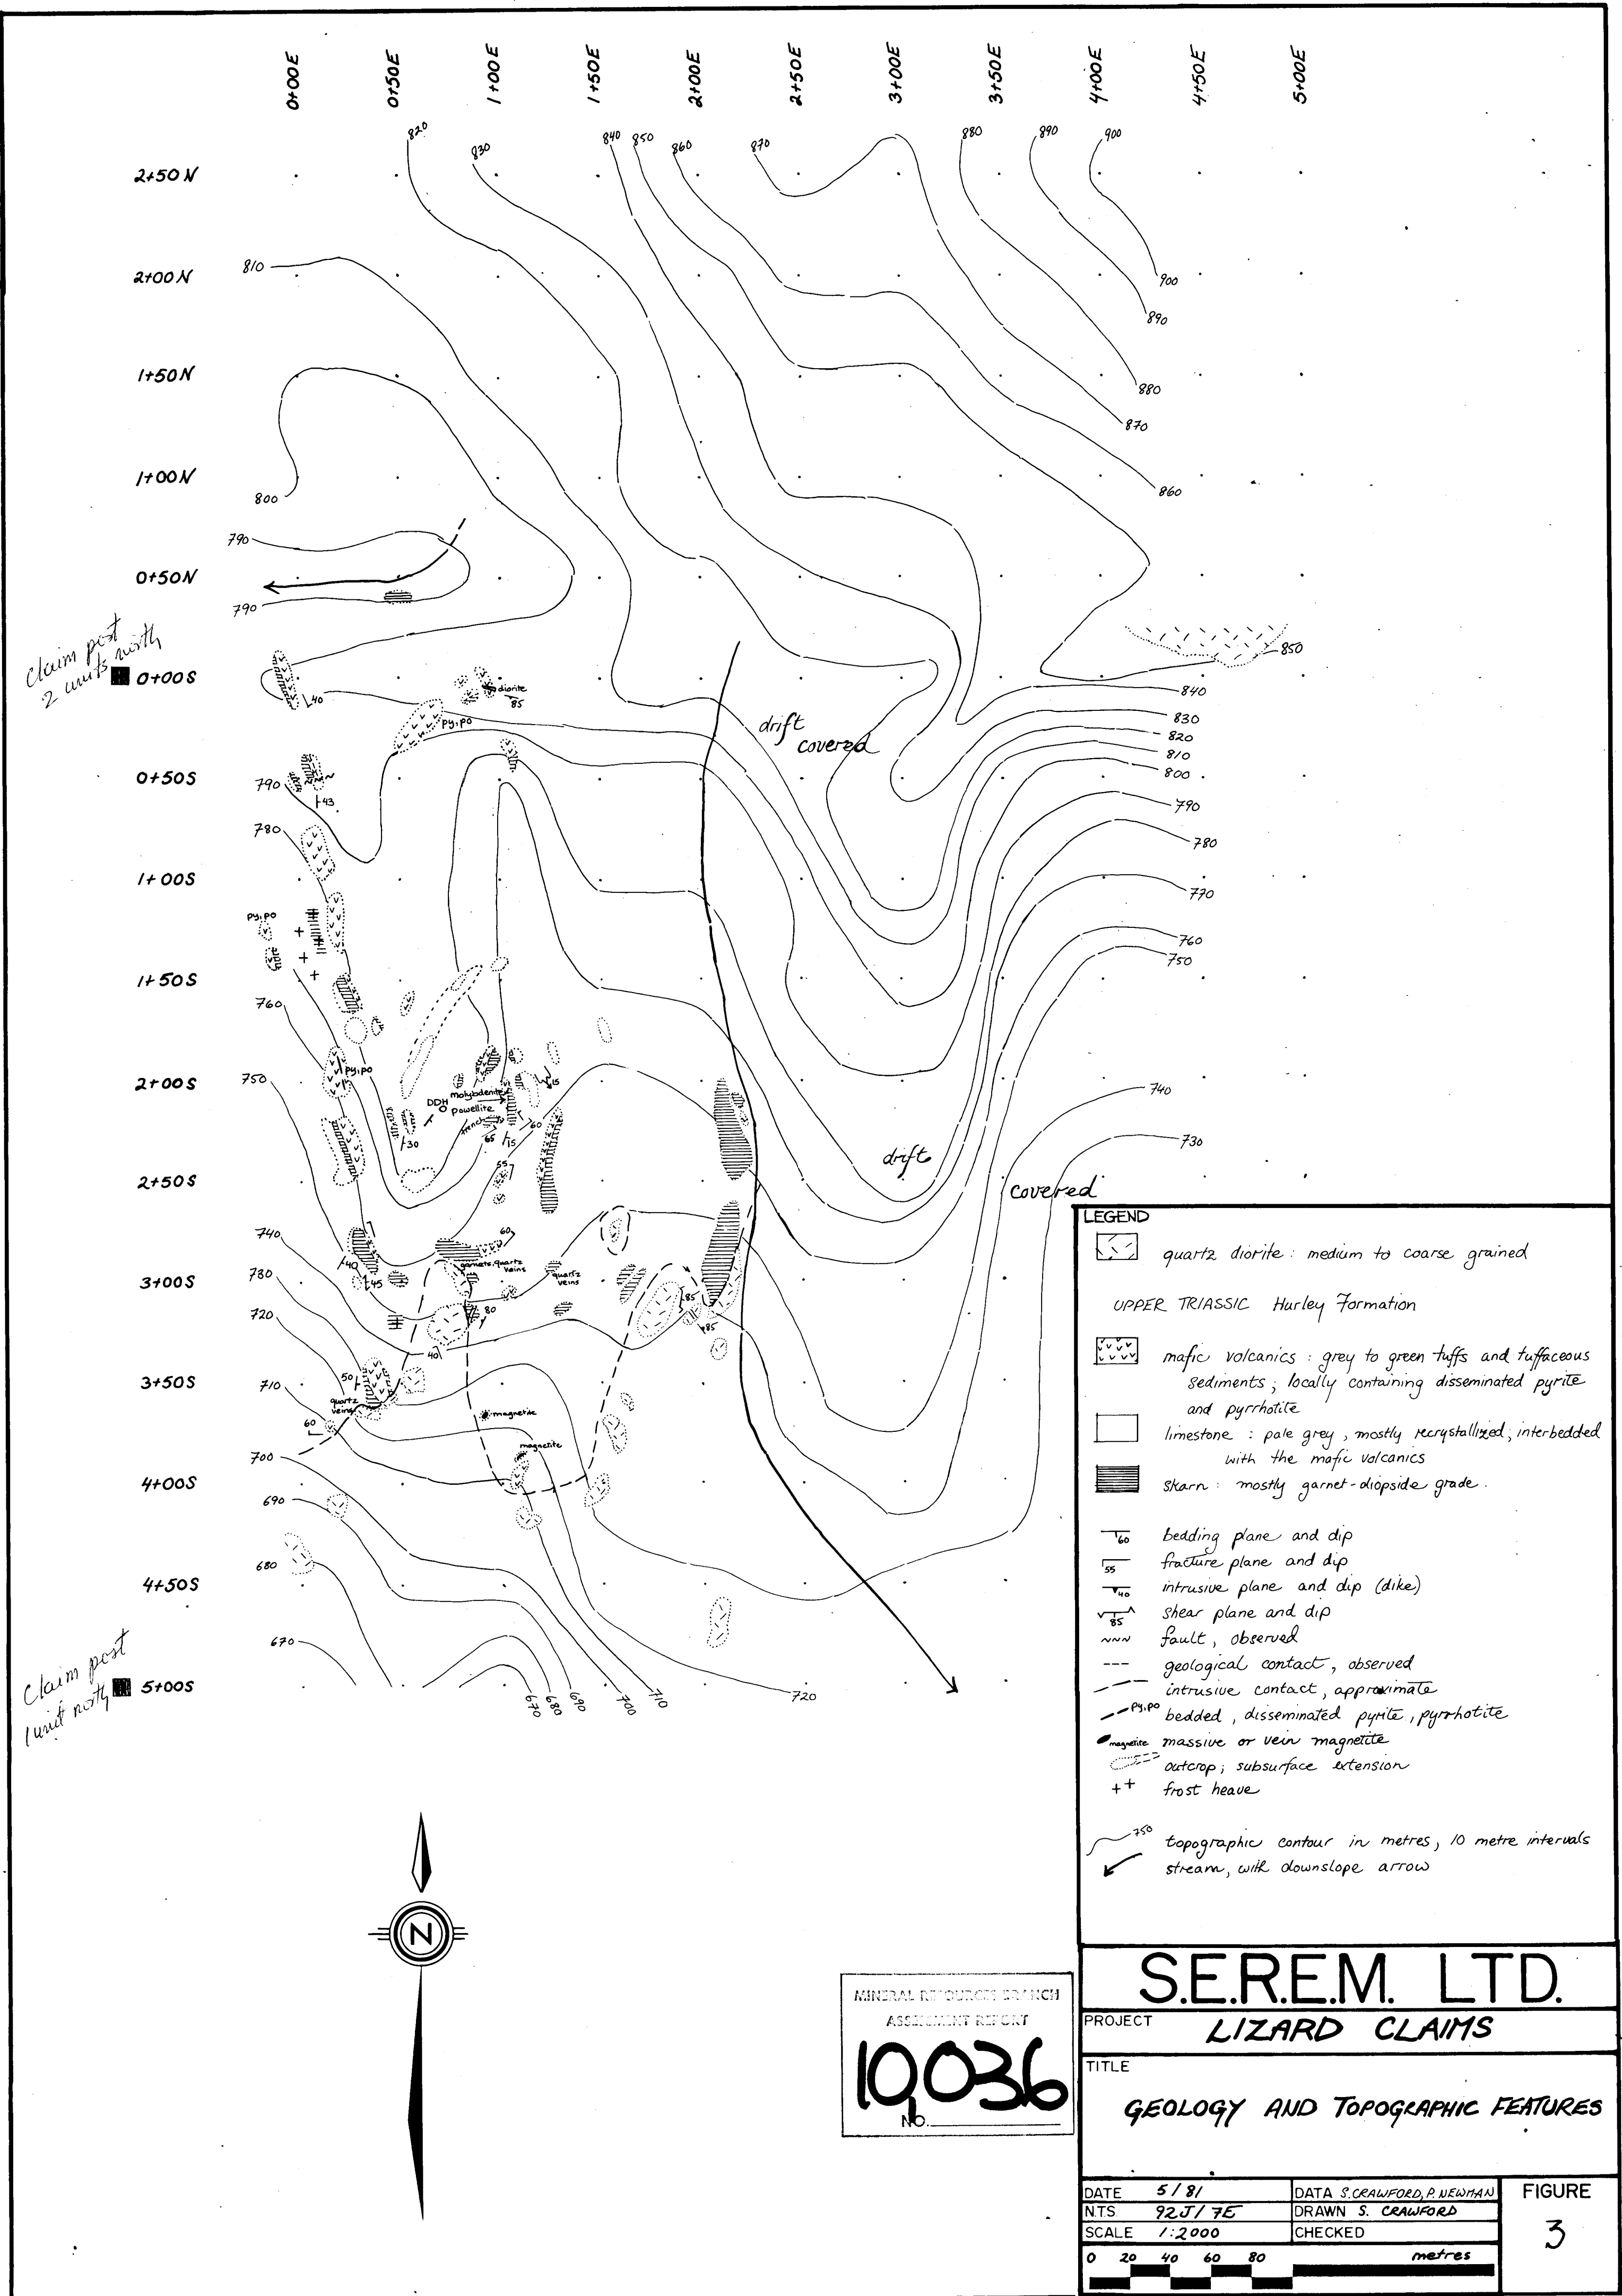 0+00E
0+50E
1+00E
1+50E
2+00E
2+50E
3+00E
3+50E
4+00E
4+50E
5+00E
820
830
840
850
860
870
880
890
900
2+50N
2+00N
810
900
890
1+50N
880
870
1+00N
800
860
790
0+50N
790
Claim post
2 units north
0+00S
850
40
diorite
85
840
py,po
drift
covered
830
820
810
800
0+50S
790
43
790
780
780
1+00S
770
py,po
760
750
1+50S
760
py,po
2+00S
750
15
740
DDH
molybdenite
powellite
trench
30
65
15
60
730
drift
2+50S
55
covered
740
60
garnets, quartz
veins
quartz
veins
40
45
3+00S
730
80
85
85
720
40
3+50S
710
50
quartz
veins
60
magnetite
magnetite
700
4+00S
690
680
4+50S
670
Claim post
1 unit north
5+00S
670
680
690
700
710
720
LEGEND
quartz diorite : medium to coarse grained
UPPER TRIASSIC Hurley Formation
mafic volcanics : grey to green tuffs and tuffaceous
sediments ; locally containing disseminated pyrite
and pyrrhotite
limestone : pale grey , mostly recrystallized, interbedded
with the mafic volcanics
skarn : mostly garnet-diopside grade.
60 bedding plane and dip
55 fracture plane and dip
40 intrusive plane and dip (dike)
85 shear plane and dip
fault, observed
geological contact, observed
intrusive contact, approximate
py,po bedded, disseminated pyrite, pyrrhotite
magnetite massive or vein magnetite
outcrop ; subsurface extension
++ frost heave
750 topographic contour in metres, 10 metre intervals
stream, with downslope arrow
N
MINERAL RESOURCES BRANCH
ASSESSMENT REPORT
10,036
NO.
S.E.R.E.M. LTD.
PROJECT LIZARD CLAIMS
TITLE
GEOLOGY AND TOPOGRAPHIC FEATURES
DATE 5/81
DATA S. CRAWFORD, P. NEWMAN
N.T.S. 92J/7E
DRAWN S. CRAWFORD
SCALE 1:2000
CHECKED
FIGURE
3
0 20 40 60 80 metres